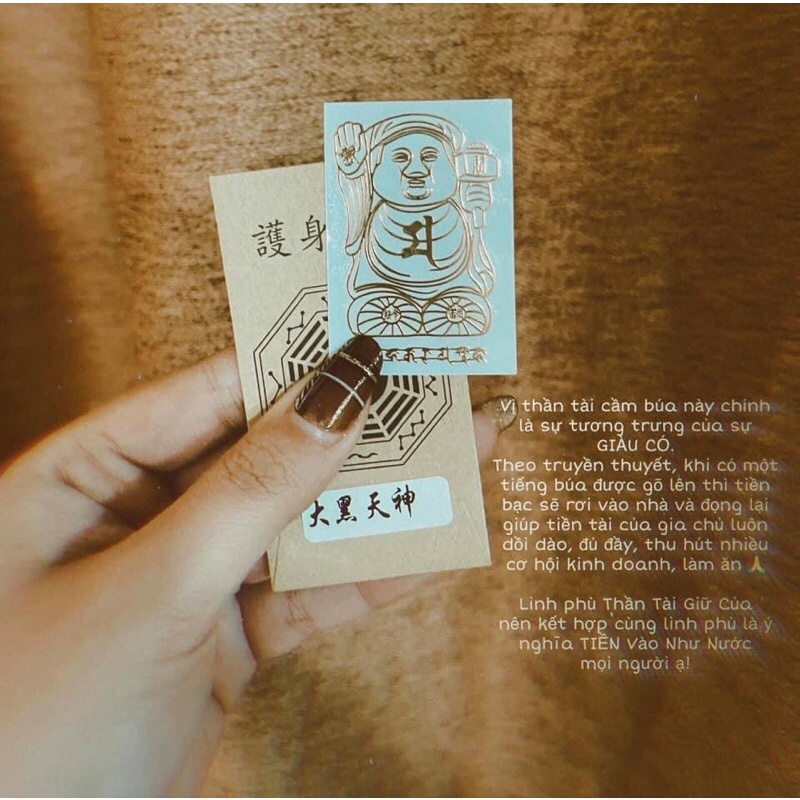 護身
大黑天神
Vị thần tài cầm búa này chính
là sự tương trưng của sự
GIÀU CÓ.
Theo truyền thuyết, khi có một
tiếng búa được gõ lên thì tiền
bạc sẽ rơi vào nhà và đọng lại
giúp tiền tài của gia chủ luôn
dồi dào, đủ đầy, thu hút nhiều
cơ hội kinh doanh, làm ăn 🙏
Linh phù Thần Tài Giữ Của
nên kết hợp cùng linh phù là ý
nghĩa TIỀN Vào Như Nước
mọi người ạ!